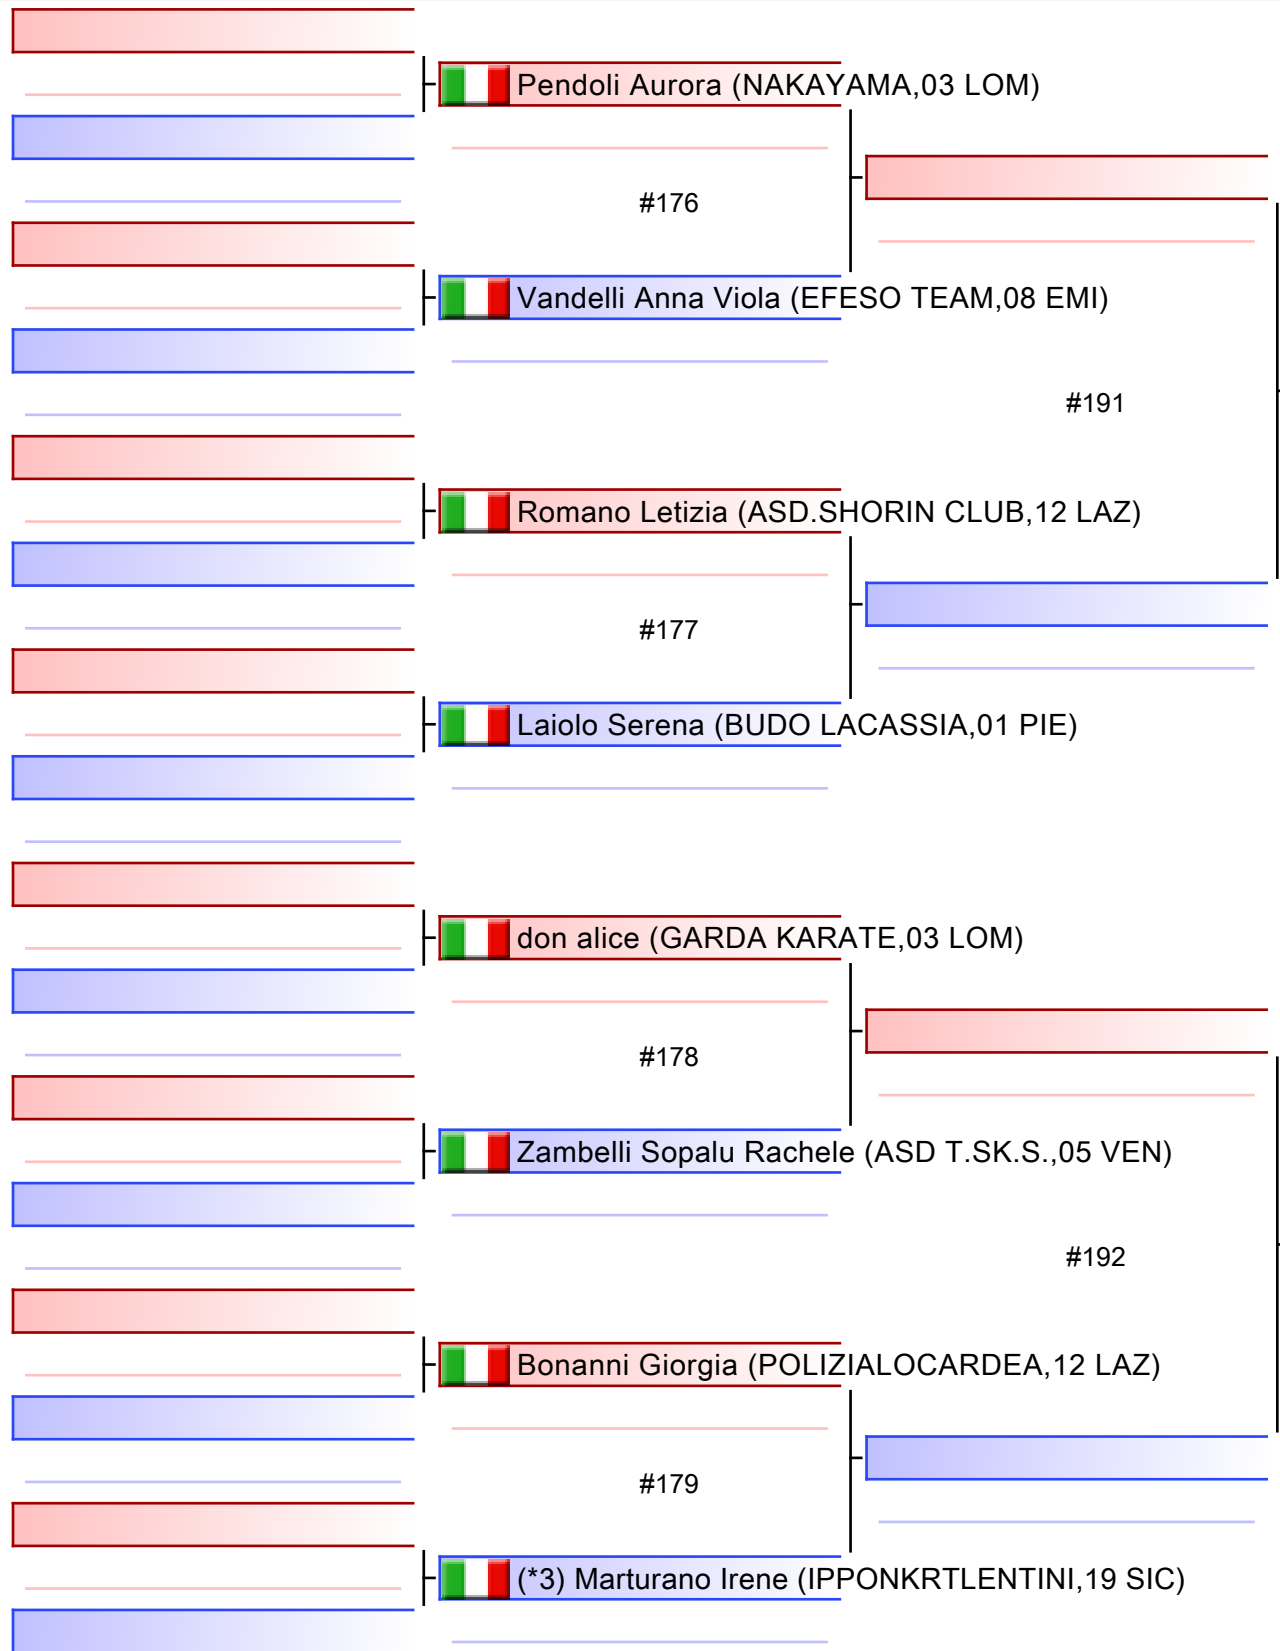 Pendoli Aurora (NAKAYAMA,03 LOM)
#176
Vandelli Anna Viola (EFESO TEAM,08 EMI)
#191
Romano Letizia (ASD.SHORIN CLUB,12 LAZ)
#177
Laiolo Serena (BUDO LACASSIA,01 PIE)
don alice (GARDA KARATE,03 LOM)
#178
Zambelli Sopalu Rachele (ASD T.SK.S.,05 VEN)
#192
Bonanni Giorgia (POLIZIALOCARDEA,12 LAZ)
#179
(*3) Marturano Irene (IPPONKRTLENTINI,19 SIC)